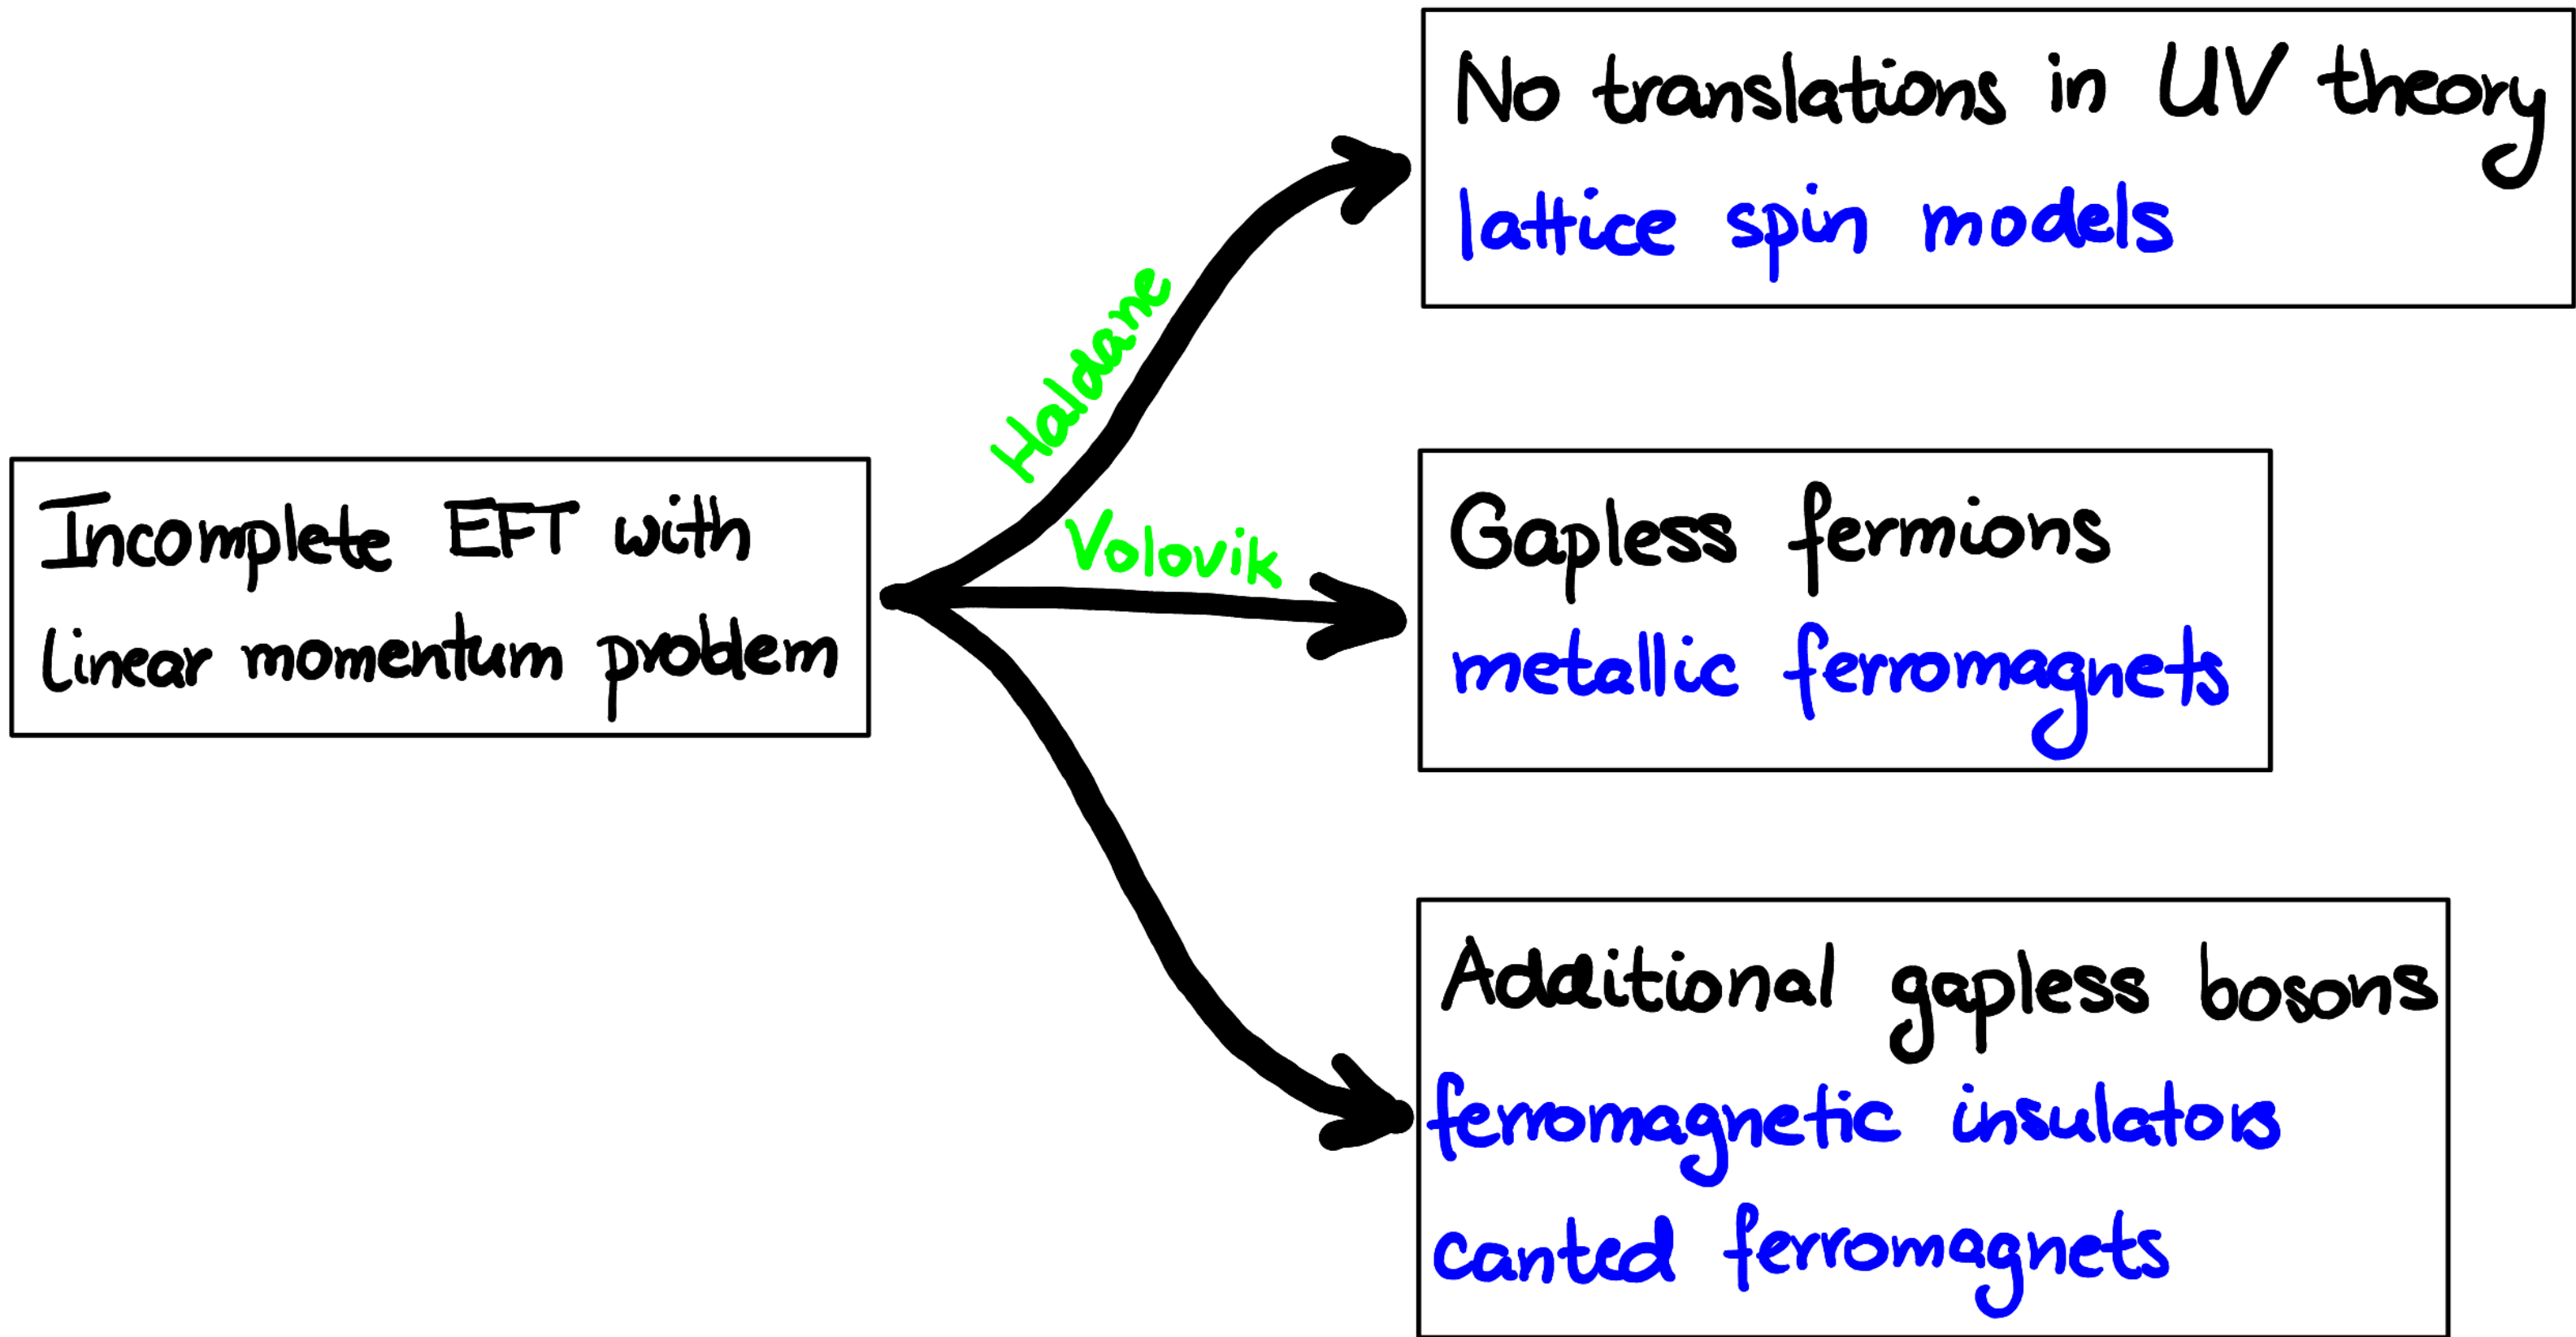 Incomplete EFT with
linear momentum problem
Haldane
No translations in UV theory
lattice spin models
Volovik
Gapless fermions
metallic ferromagnets
Additional gapless bosons
ferromagnetic insulators
canted ferromagnets